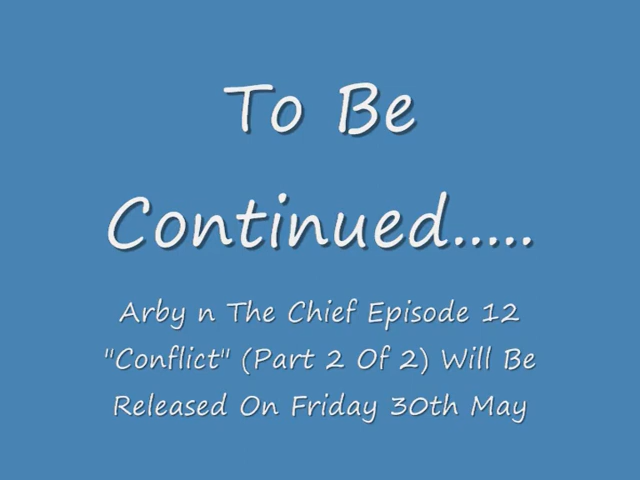 To Be
Continued.....
Arby n The Chief Episode 12
"Conflict" (Part 2 Of 2) Will Be
Released On Friday 30th May